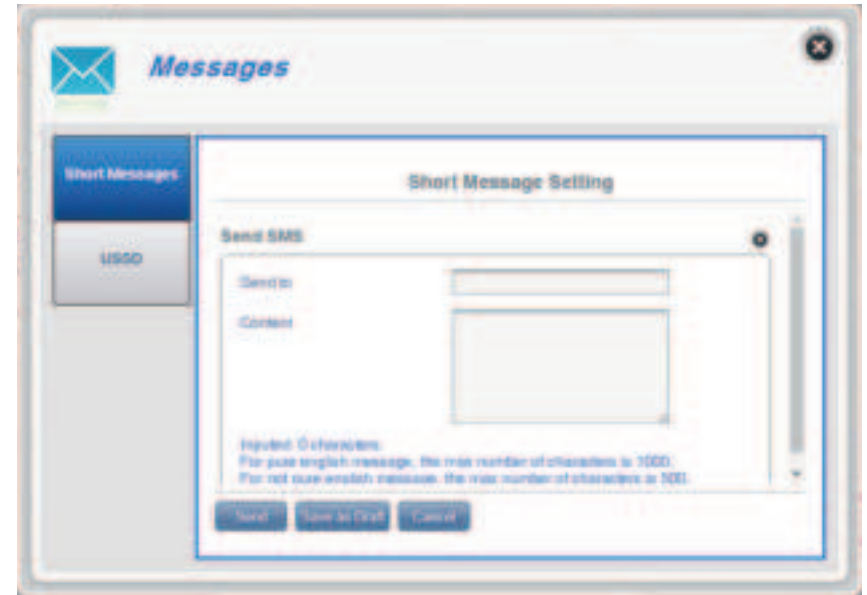 Messages
Short Messages
USSD
Short Message Setting
Send SMS
Send to
Content
Inputed: 0 characters.
For pure english message, the max number of characters is 1000.
For not pure english message, the max number of characters is 500.
Send
Save as Draft
Cancel